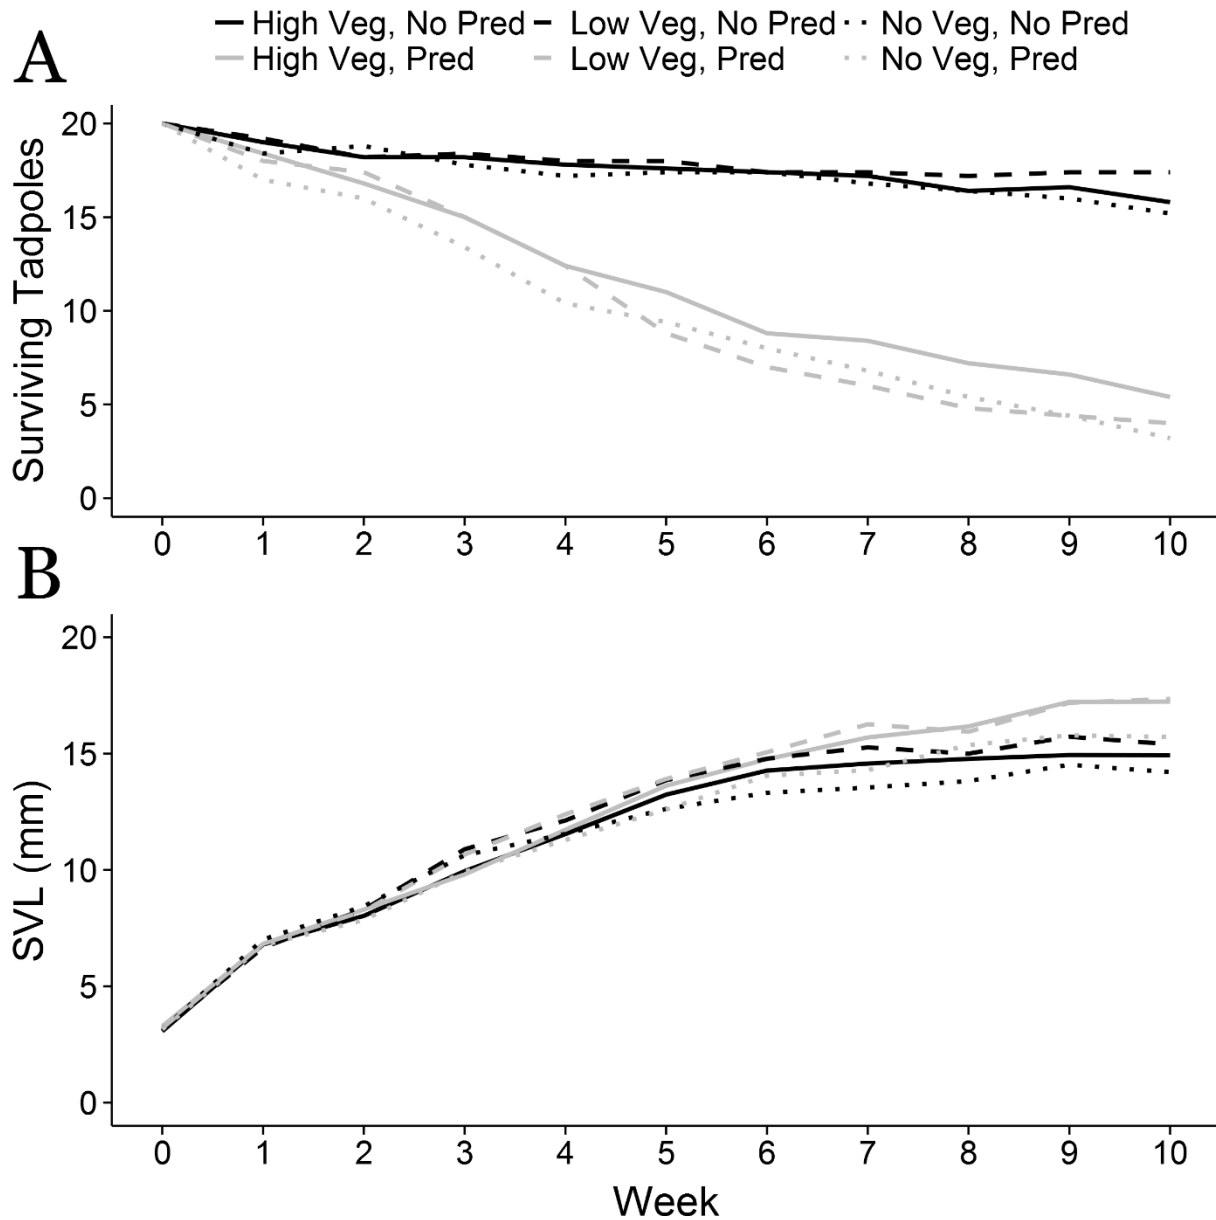 High Veg, No Pred Low Veg, No Pred No Veg, No Pred
High Veg, Pred Low Veg, Pred No Veg, Pred
A
Surviving Tadpoles
20
15
10
5
0
0 1 2 3 4 5 6 7 8 9 10
B
SVL (mm)
20
15
10
5
0
0 1 2 3 4 5 6 7 8 9 10
Week